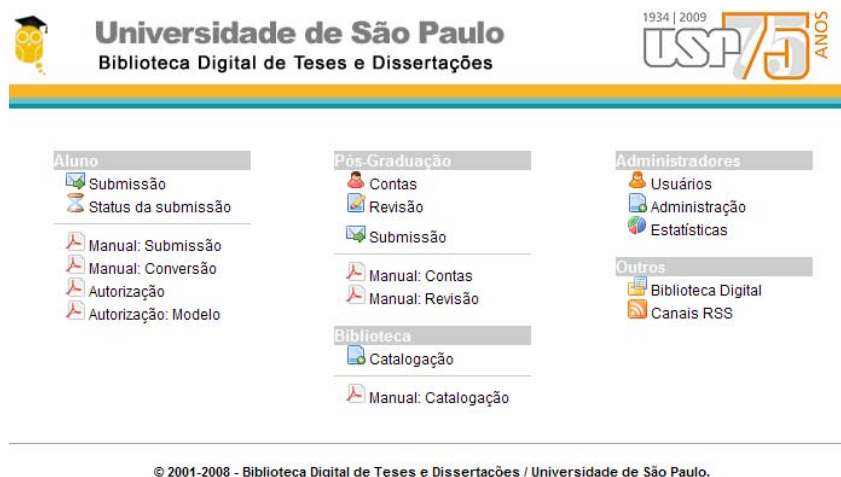 Universidade de São Paulo
Biblioteca Digital de Teses e Dissertações
1934 | 2009
USP 75
ANOS
Aluno
Submissão
Status da submissão
Manual: Submissão
Manual: Conversão
Autorização
Autorização: Modelo
Pós-Graduação
Contas
Revisão
Submissão
Manual: Contas
Manual: Revisão
Biblioteca
Catalogação
Manual: Catalogação
Administradores
Usuários
Administração
Estatísticas
Outros
Biblioteca Digital
Canais RSS
© 2001-2008 - Biblioteca Digital de Teses e Dissertações / Universidade de São Paulo.